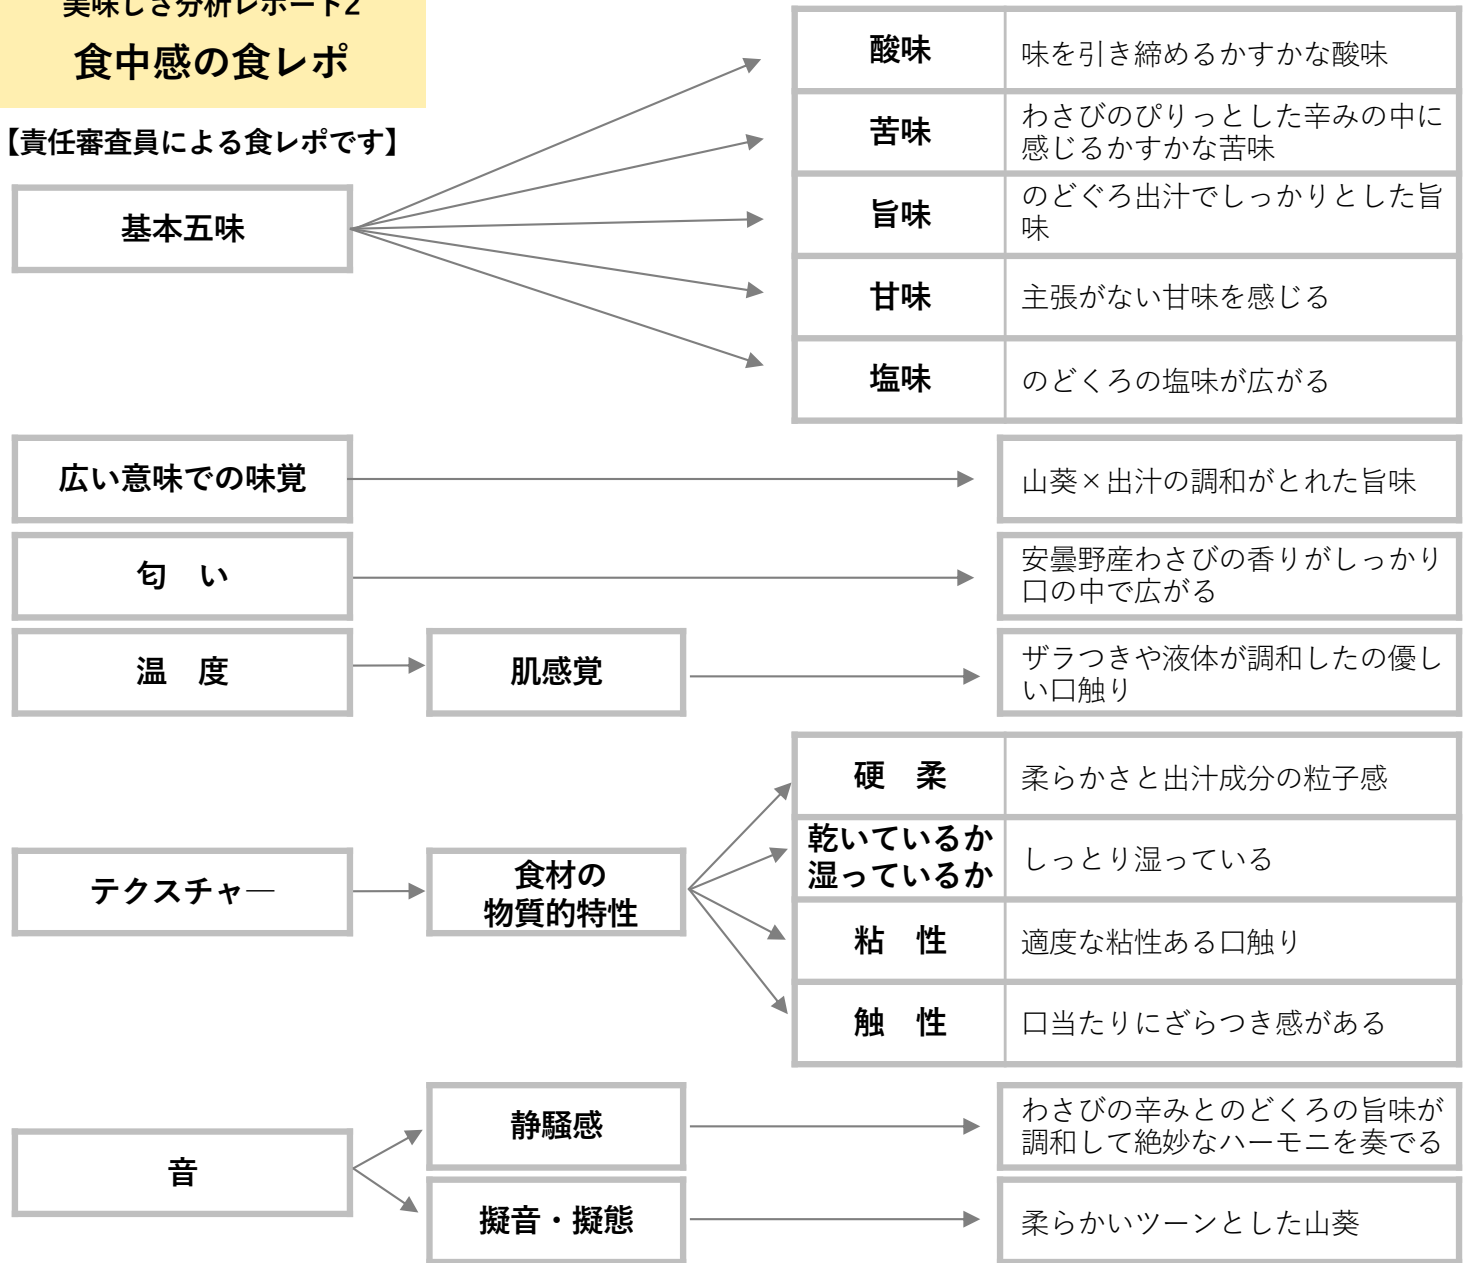 美味しさ分析レポート2
食中感の食レポ
【責任審査員による食レポです】
基本五味
酸味
味を引き締めるかすかな酸味
苦味
わさびのぴりっとした辛みの中に
感じるかすかな苦味
旨味
のどぐろ出汁でしっかりとした旨
味
甘味
主張がない甘味を感じる
塩味
のどくろの塩味が広がる
広い意味での味覚
山葵×出汁の調和がとれた旨味
匂　い
安曇野産わさびの香りがしっかり
口の中で広がる
温　度
肌感覚
ザラつきや液体が調和したの優し
い口触り
テクスチャ―
食材の
物質的特性
硬　柔
柔らかさと出汁成分の粒子感
乾いているか
湿っているか
しっとり湿っている
粘　性
適度な粘性ある口触り
触　性
口当たりにざらつき感がある
音
静騒感
わさびの辛みとのどくろの旨味が
調和して絶妙なハーモニを奏でる
擬音・擬態
柔らかいツーンとした山葵